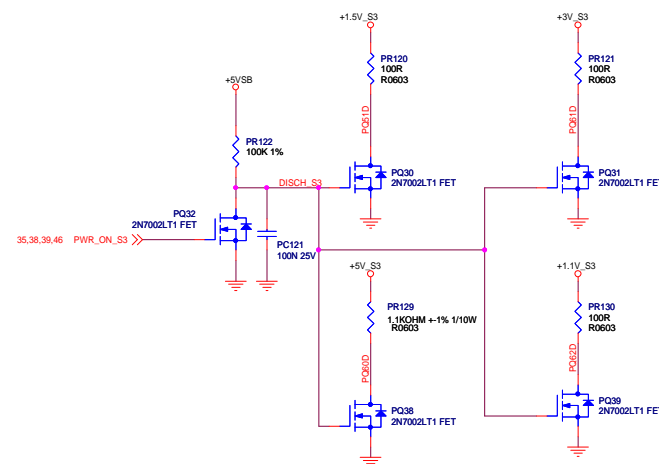 +1.5V_S3
+3V_S3
PR120
100R
R0603
PR121
100R
R0603
+5VSB
PQ51D
PQ61D
PR122
100K 1%
DISCH_S3
PQ30
2N7002LT1 FET
PQ31
2N7002LT1 FET
PQ32
2N7002LT1 FET
35,38,39,46 PWR_ON_S3
PC121
100N 25V
+5V_S3
+1.1V_S3
PR129
1.1KOHM +-1% 1/10W
R0603
PR130
100R
R0603
PQ60D
PQ62D
PQ38
2N7002LT1 FET
PQ39
2N7002LT1 FET